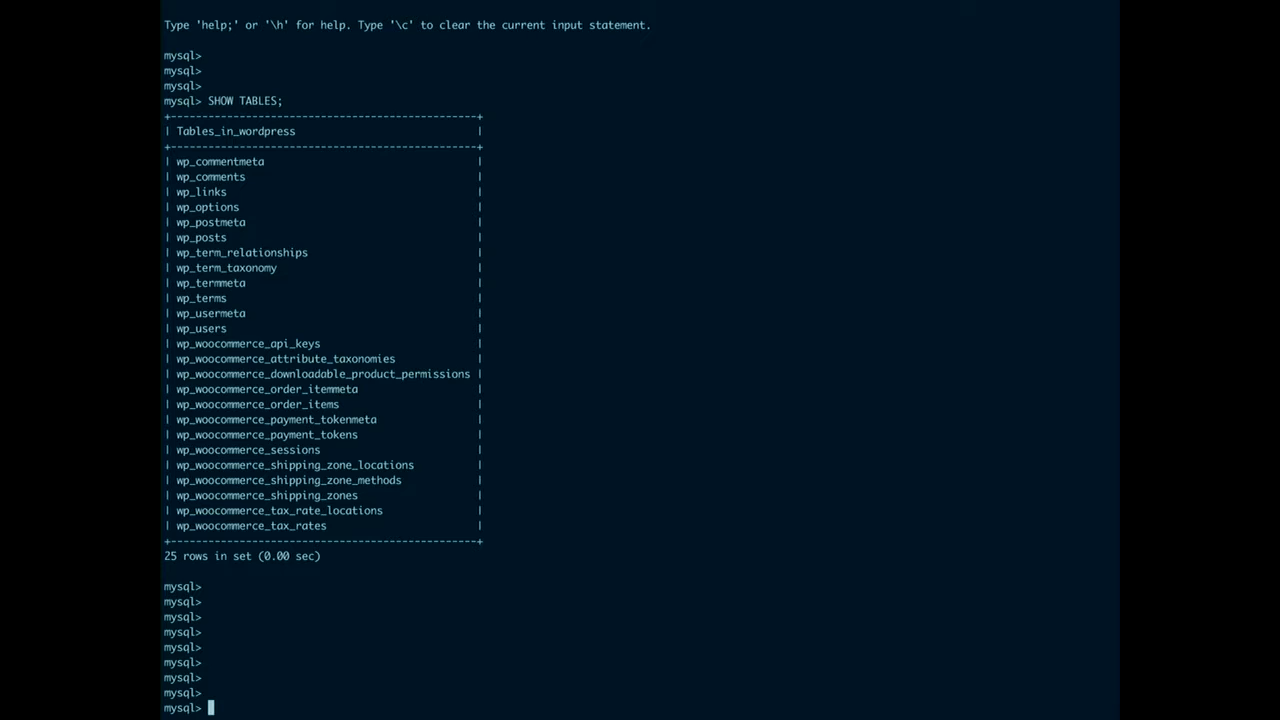 Type 'help;' or '\h' for help. Type '\c' to clear the current input statement.
mysql>
mysql>
mysql>
mysql> SHOW TABLES;
+-------------------------------------------------+
| Tables_in_wordpress                             |
+-------------------------------------------------+
| wp_commentmeta                                  |
| wp_comments                                     |
| wp_links                                        |
| wp_options                                      |
| wp_postmeta                                     |
| wp_posts                                        |
| wp_term_relationships                           |
| wp_term_taxonomy                                |
| wp_termmeta                                     |
| wp_terms                                        |
| wp_usermeta                                     |
| wp_users                                        |
| wp_woocommerce_api_keys                         |
| wp_woocommerce_attribute_taxonomies             |
| wp_woocommerce_downloadable_product_permissions |
| wp_woocommerce_order_itemmeta                   |
| wp_woocommerce_order_items                      |
| wp_woocommerce_payment_tokenmeta                |
| wp_woocommerce_payment_tokens                   |
| wp_woocommerce_sessions                         |
| wp_woocommerce_shipping_zone_locations          |
| wp_woocommerce_shipping_zone_methods            |
| wp_woocommerce_shipping_zones                   |
| wp_woocommerce_tax_rate_locations               |
| wp_woocommerce_tax_rates                        |
+-------------------------------------------------+
25 rows in set (0.00 sec)
mysql>
mysql>
mysql>
mysql>
mysql>
mysql>
mysql>
mysql>
mysql>